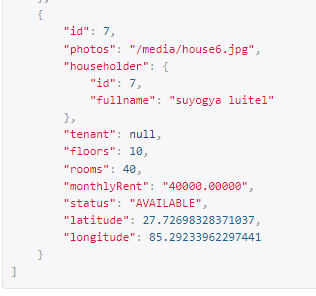 },
{
"id": 7,
"photos": "/media/house6.jpg",
"householder": {
"id": 7,
"fullname": "suyogya luitel"
},
"tenant": null,
"floors": 10,
"rooms": 40,
"monthlyRent": "40000.00000",
"status": "AVAILABLE",
"latitude": 27.72698328371037,
"longitude": 85.29233962297441
}
]